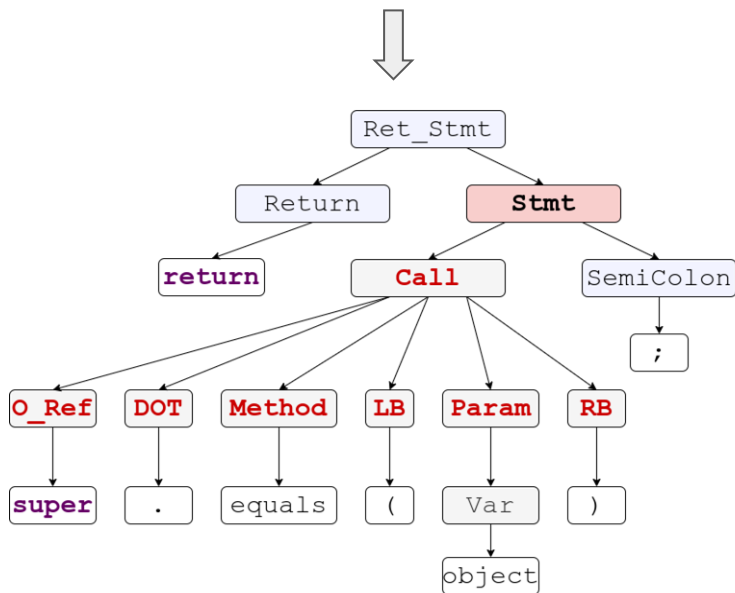 Ret_Stmt
Return Stmt
return Call SemiColon
;
O_Ref DOT Method LB Param RB
super . equals ( Var )
object